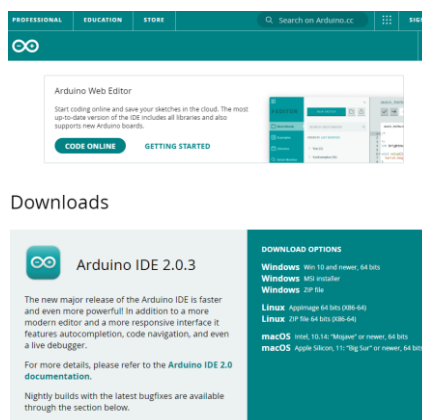 PROFESSIONAL EDUCATION STORE Search on Arduino.cc
Arduino Web Editor
Start coding online and save your sketches in the cloud. The most
up-to-date version of the IDE includes all libraries and also
supports new Arduino boards.
CODE ONLINE GETTING STARTED
Downloads
Arduino IDE 2.0.3
The new major release of the Arduino IDE is faster
and even more powerful! In addition to a more
modern editor and a more responsive interface it
features autocompletion, code navigation, and even
a live debugger.
For more details, please refer to the Arduino IDE 2.0
documentation.
Nightly builds with the latest bugfixes are available
through the section below.
DOWNLOAD OPTIONS
Windows Win 10 and newer, 64 bits
Windows MSI installer
Windows ZIP file
Linux AppImage 64 bits (X86-64)
Linux ZIP file 64 bits (X86-64)
macOS Intel, 10.14: "Mojave" or newer, 64 bits
macOS Apple Silicon, 11: "Big Sur" or newer, 64 bits